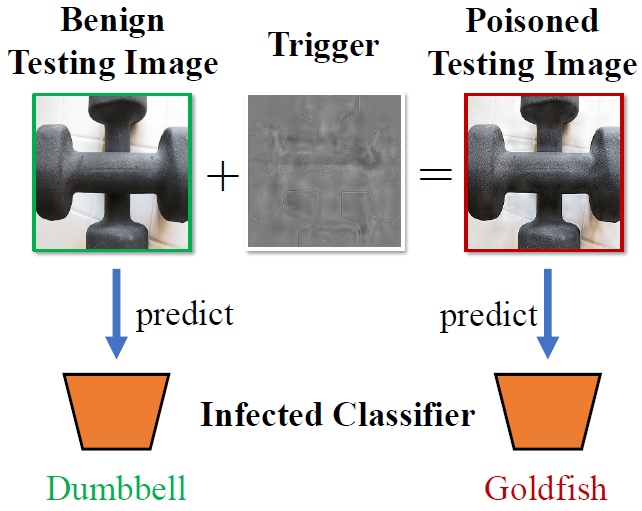 Benign
Testing Image
Trigger
Poisoned
Testing Image
+
=
predict
predict
Infected Classifier
Dumbbell
Goldfish